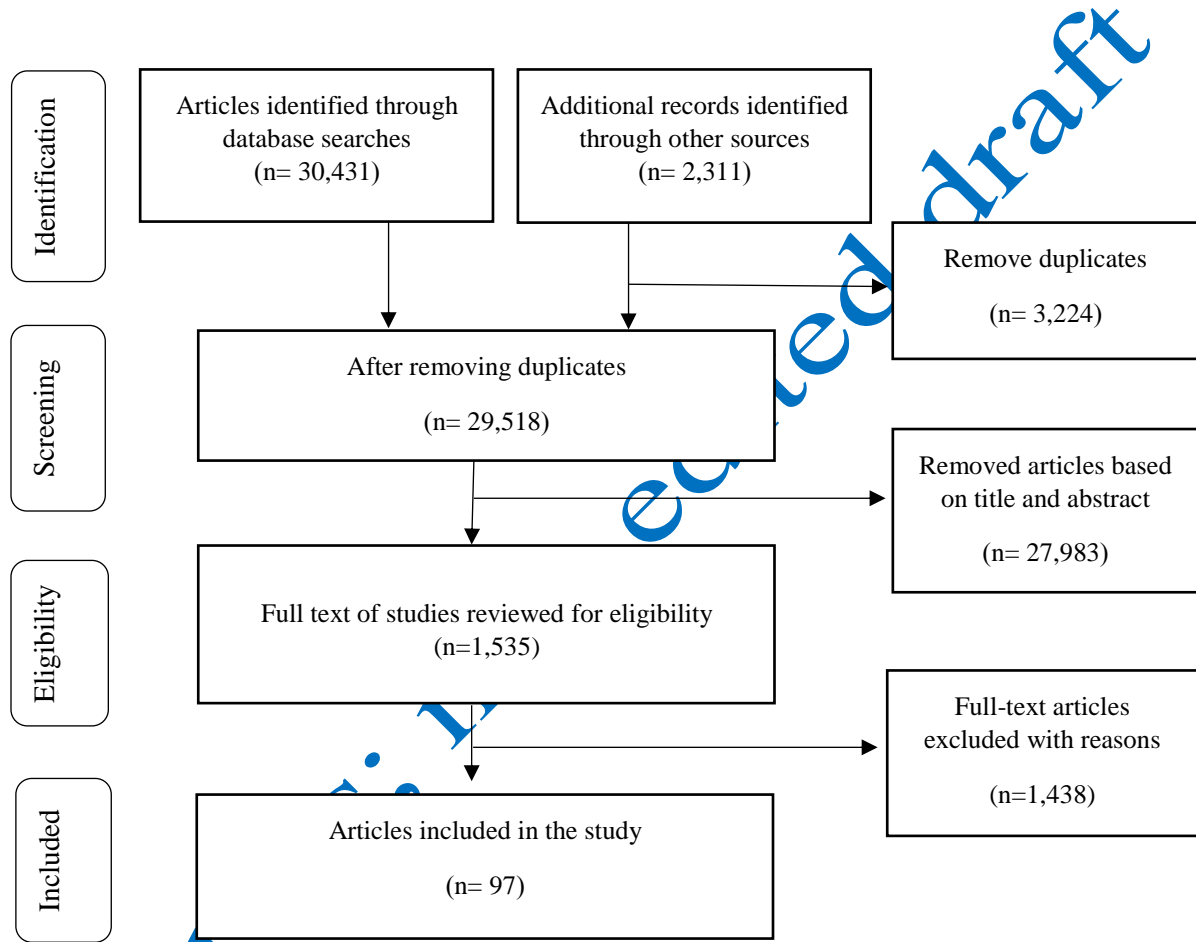 Identification
Articles identified through
database searches
(n= 30,431)
Additional records identified
through other sources
(n= 2,311)
Remove duplicates
(n= 3,224)
Screening
After removing duplicates
(n= 29,518)
Removed articles based
on title and abstract
(n= 27,983)
Eligibility
Full text of studies reviewed for eligibility
(n=1,535)
Full-text articles
excluded with reasons
(n=1,438)
Included
Articles included in the study
(n= 97)
draft